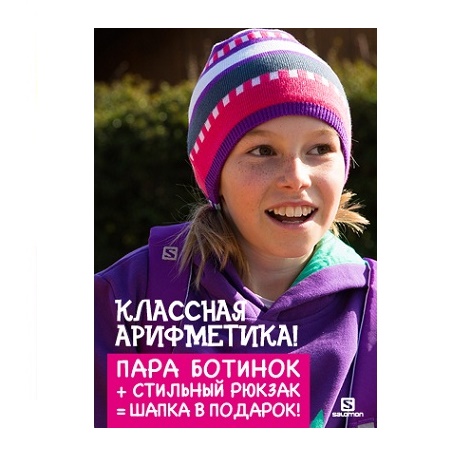 КЛАССНАЯ
АРИФМЕТИКА!
ПАРА БОТИНОК
+ СТИЛЬНЫЙ РЮКЗАК
= ШАПКА В ПОДАРОК!
S
salomon